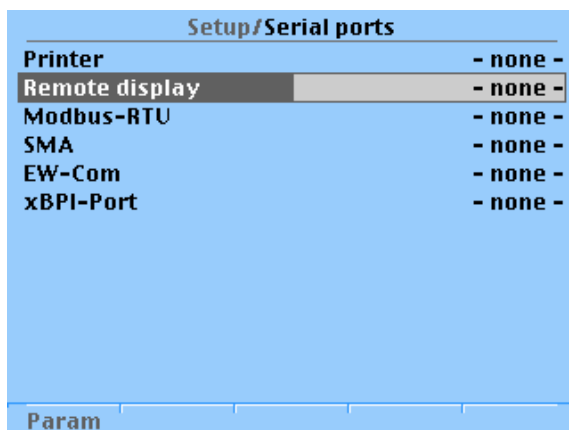 Setup/Serial ports
Printer - none -
Remote display - none -
Modbus-RTU - none -
SMA - none -
EW-Com - none -
xBPI-Port - none -
Param